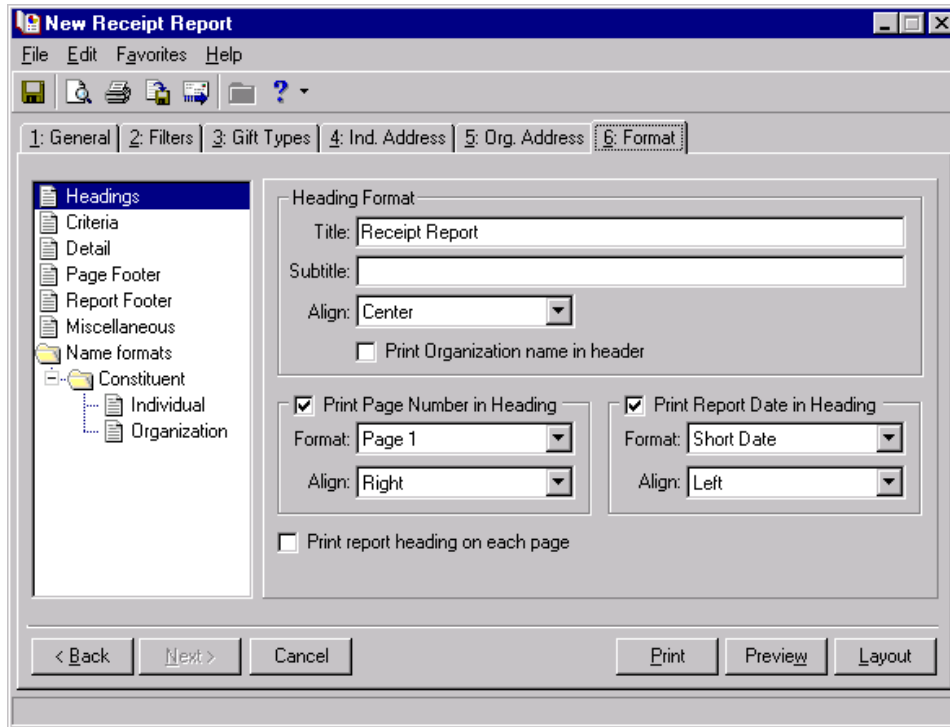 New Receipt Report
File Edit Favorites Help
?
1: General 2: Filters 3: Gift Types 4: Ind. Address 5: Org. Address 6: Format
Headings
Criteria
Detail
Page Footer
Report Footer
Miscellaneous
Name formats
Constituent
Individual
Organization
Heading Format
Title: Receipt Report
Subtitle:
Align: Center
Print Organization name in header
Print Page Number in Heading
Format: Page 1
Align: Right
Print Report Date in Heading
Format: Short Date
Align: Left
Print report heading on each page
< Back Next > Cancel Print Preview Layout